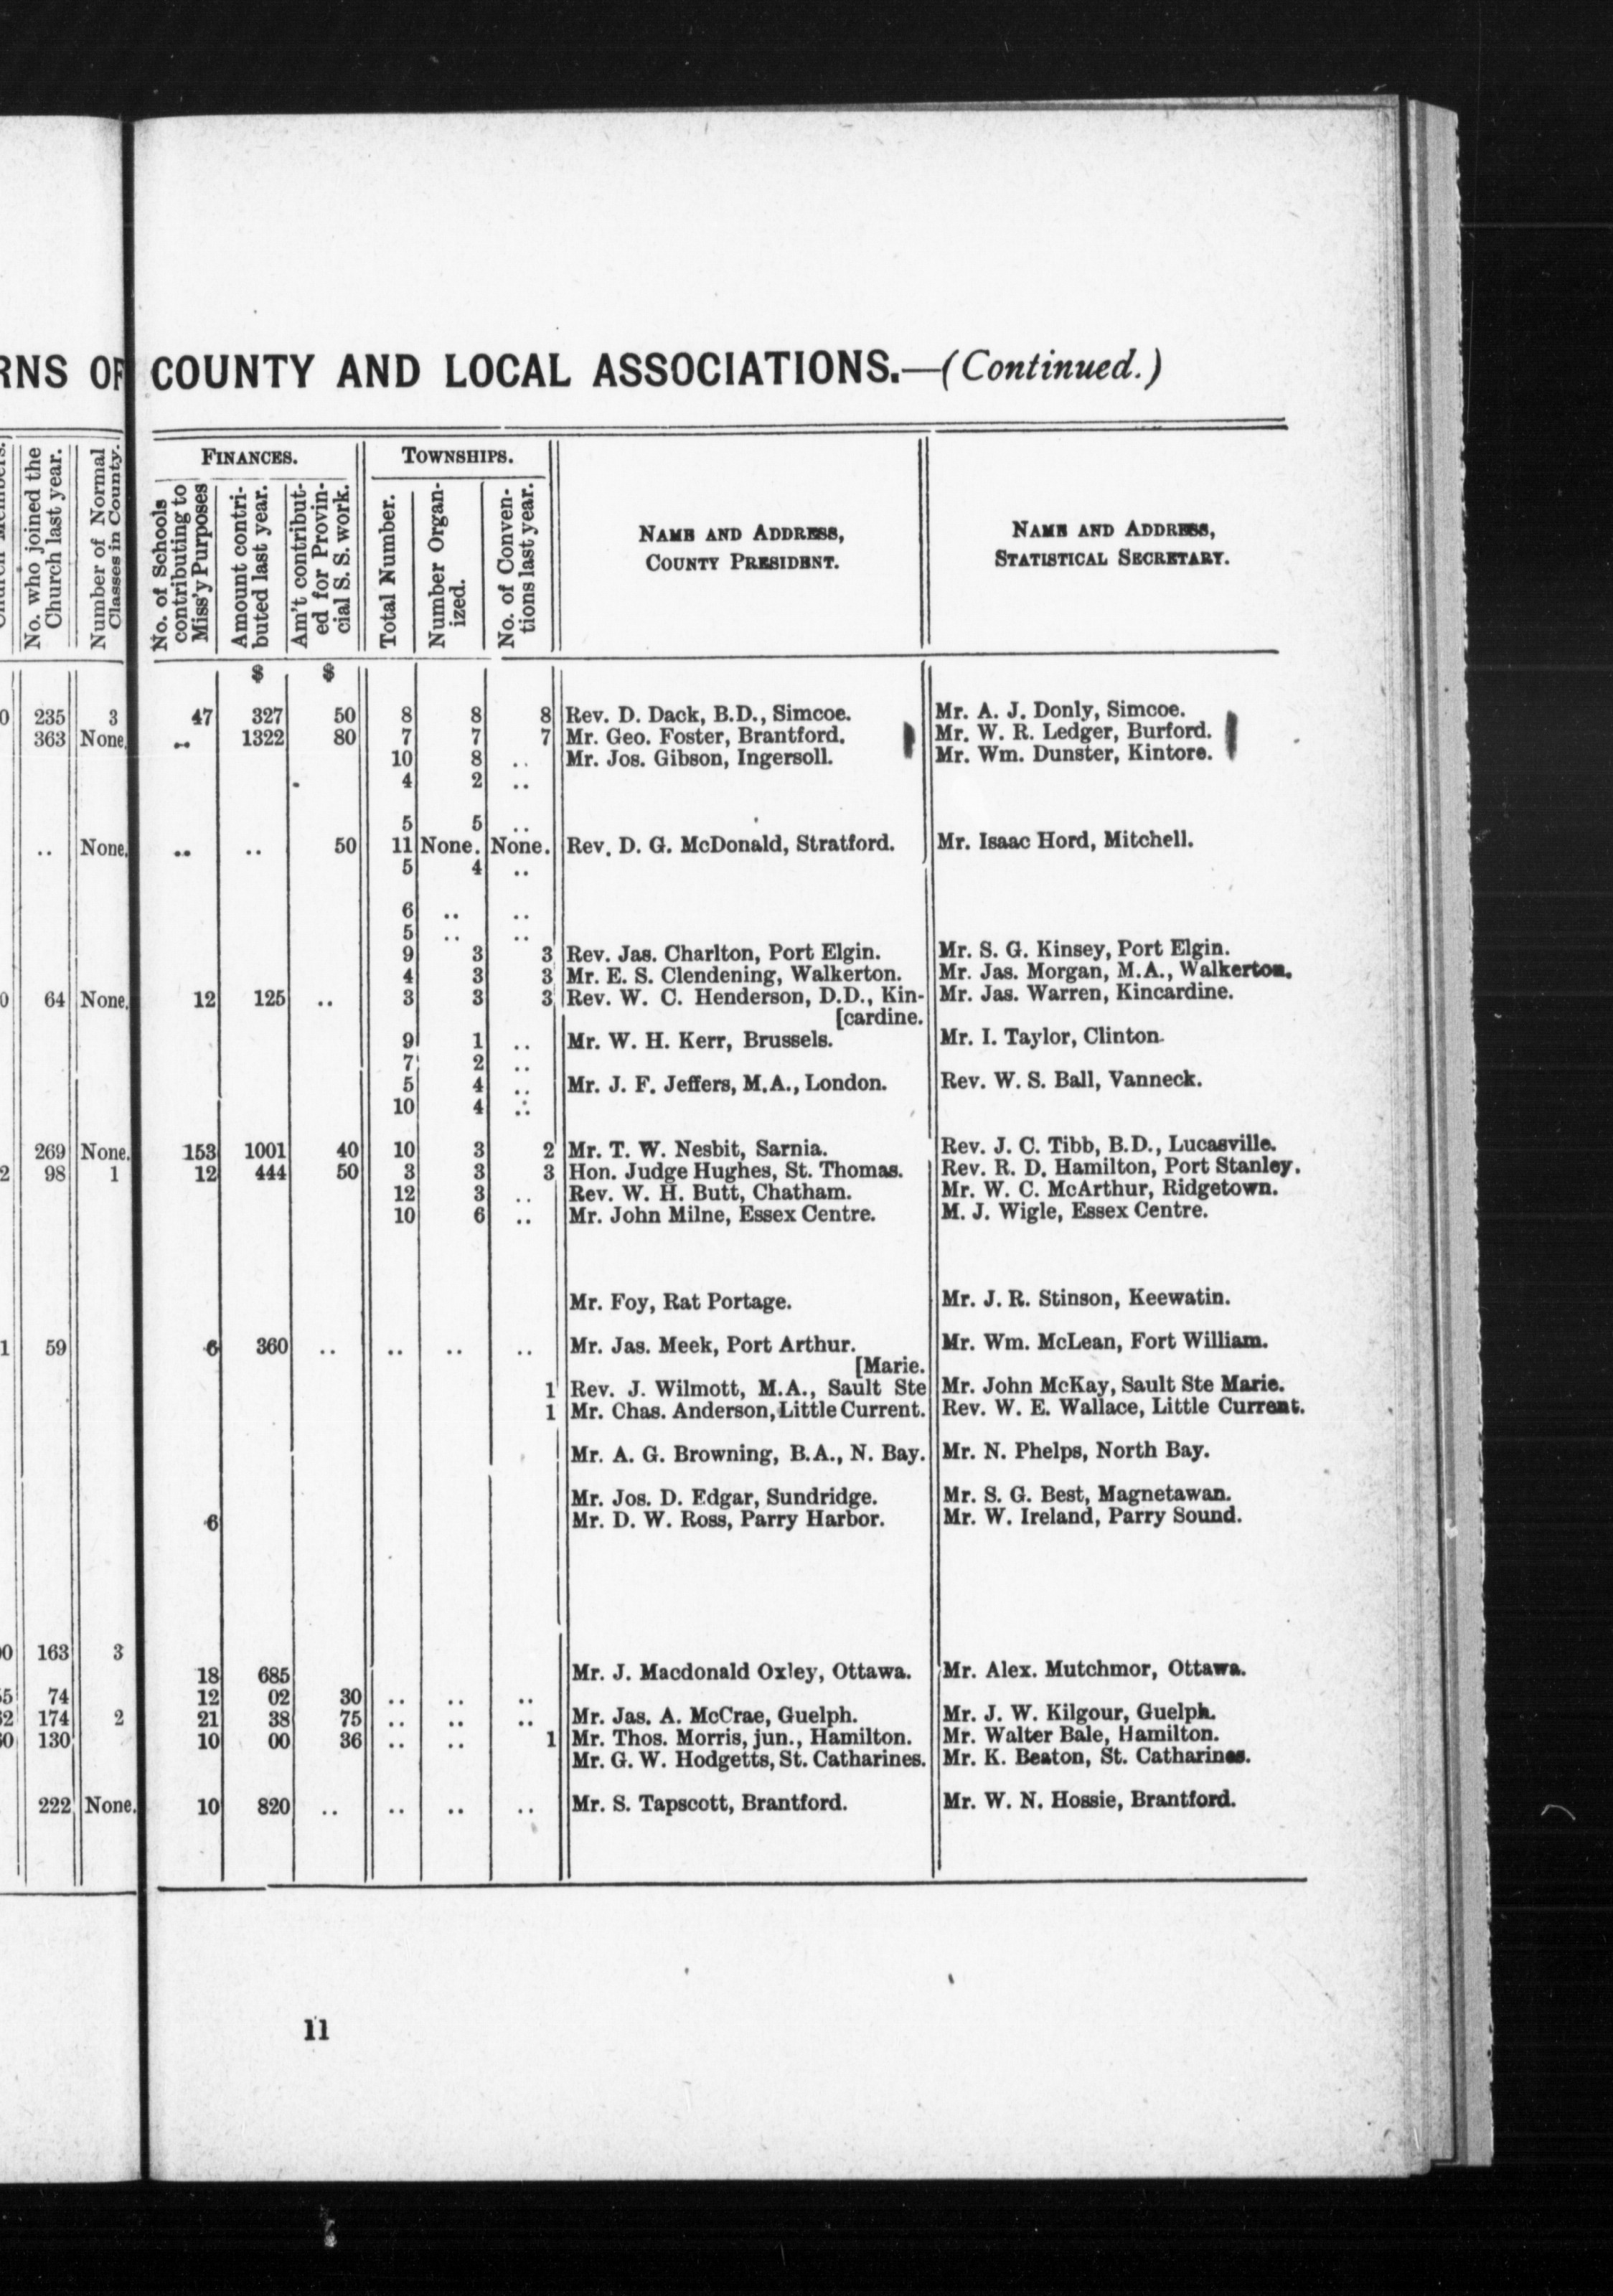 RNS OF COUNTY AND LOCAL ASSOCIATIONS.—(Continued.)
No. who joined the Church last year.
Number of Normal Classes in County.
FINANCES.
TOWNSHIPS.
No. of Schools contributing to Miss'y Purposes
Amount contributed last year.
Am't contributed for Provincial S. S. work.
Total Number.
Number Organized.
No. of Conventions last year.
NAME AND ADDRESS,
COUNTY PRESIDENT.
NAME AND ADDRESS,
STATISTICAL SECRETARY.
$ $
0 235 3 47 327 50 8 8 8 Rev. D. Dack, B.D., Simcoe. Mr. A. J. Donly, Simcoe.
363 None. .. 1322 80 7 7 7 Mr. Geo. Foster, Brantford. Mr. W. R. Ledger, Burford.
10 8 .. Mr. Jos. Gibson, Ingersoll. Mr. Wm. Dunster, Kintore.
4 2 ..
5 5 ..
.. None. .. .. 50 11 None. None. Rev. D. G. McDonald, Stratford. Mr. Isaac Hord, Mitchell.
5 4 ..
6 .. ..
5 .. ..
9 3 3 Rev. Jas. Charlton, Port Elgin. Mr. S. G. Kinsey, Port Elgin.
4 3 3 Mr. E. S. Clendening, Walkerton. Mr. Jas. Morgan, M.A., Walkerton.
0 64 None. 12 125 .. 3 3 3 Rev. W. C. Henderson, D.D., Kin- Mr. Jas. Warren, Kincardine.
[cardine.
9 1 .. Mr. W. H. Kerr, Brussels. Mr. I. Taylor, Clinton.
7 2 ..
5 4 .. Mr. J. F. Jeffers, M.A., London. Rev. W. S. Ball, Vanneck.
10 4 ..
269 None. 153 1001 40 10 3 2 Mr. T. W. Nesbit, Sarnia. Rev. J. C. Tibb, B.D., Lucasville.
2 98 1 12 444 50 3 3 3 Hon. Judge Hughes, St. Thomas. Rev. R. D. Hamilton, Port Stanley.
12 3 .. Rev. W. H. Butt, Chatham. Mr. W. C. McArthur, Ridgetown.
10 6 .. Mr. John Milne, Essex Centre. M. J. Wigle, Essex Centre.
Mr. Foy, Rat Portage. Mr. J. R. Stinson, Keewatin.
1 59 6 360 .. .. .. .. Mr. Jas. Meek, Port Arthur. Mr. Wm. McLean, Fort William.
[Marie.
1 Rev. J. Wilmott, M.A., Sault Ste Mr. John McKay, Sault Ste Marie.
1 Mr. Chas. Anderson, Little Current. Rev. W. E. Wallace, Little Current.
Mr. A. G. Browning, B.A., N. Bay. Mr. N. Phelps, North Bay.
Mr. Jos. D. Edgar, Sundridge. Mr. S. G. Best, Magnetawan.
6 Mr. D. W. Ross, Parry Harbor. Mr. W. Ireland, Parry Sound.
0 163 3
18 685 Mr. J. Macdonald Oxley, Ottawa. Mr. Alex. Mutchmor, Ottawa.
5 74 12 02 30 .. .. ..
2 174 2 21 38 75 .. .. .. Mr. Jas. A. McCrae, Guelph. Mr. J. W. Kilgour, Guelph.
0 130 10 00 36 .. .. 1 Mr. Thos. Morris, jun., Hamilton. Mr. Walter Bale, Hamilton.
Mr. G. W. Hodgetts, St. Catharines. Mr. K. Beaton, St. Catharines.
222 None. 10 820 .. .. .. .. Mr. S. Tapscott, Brantford. Mr. W. N. Hossie, Brantford.
11